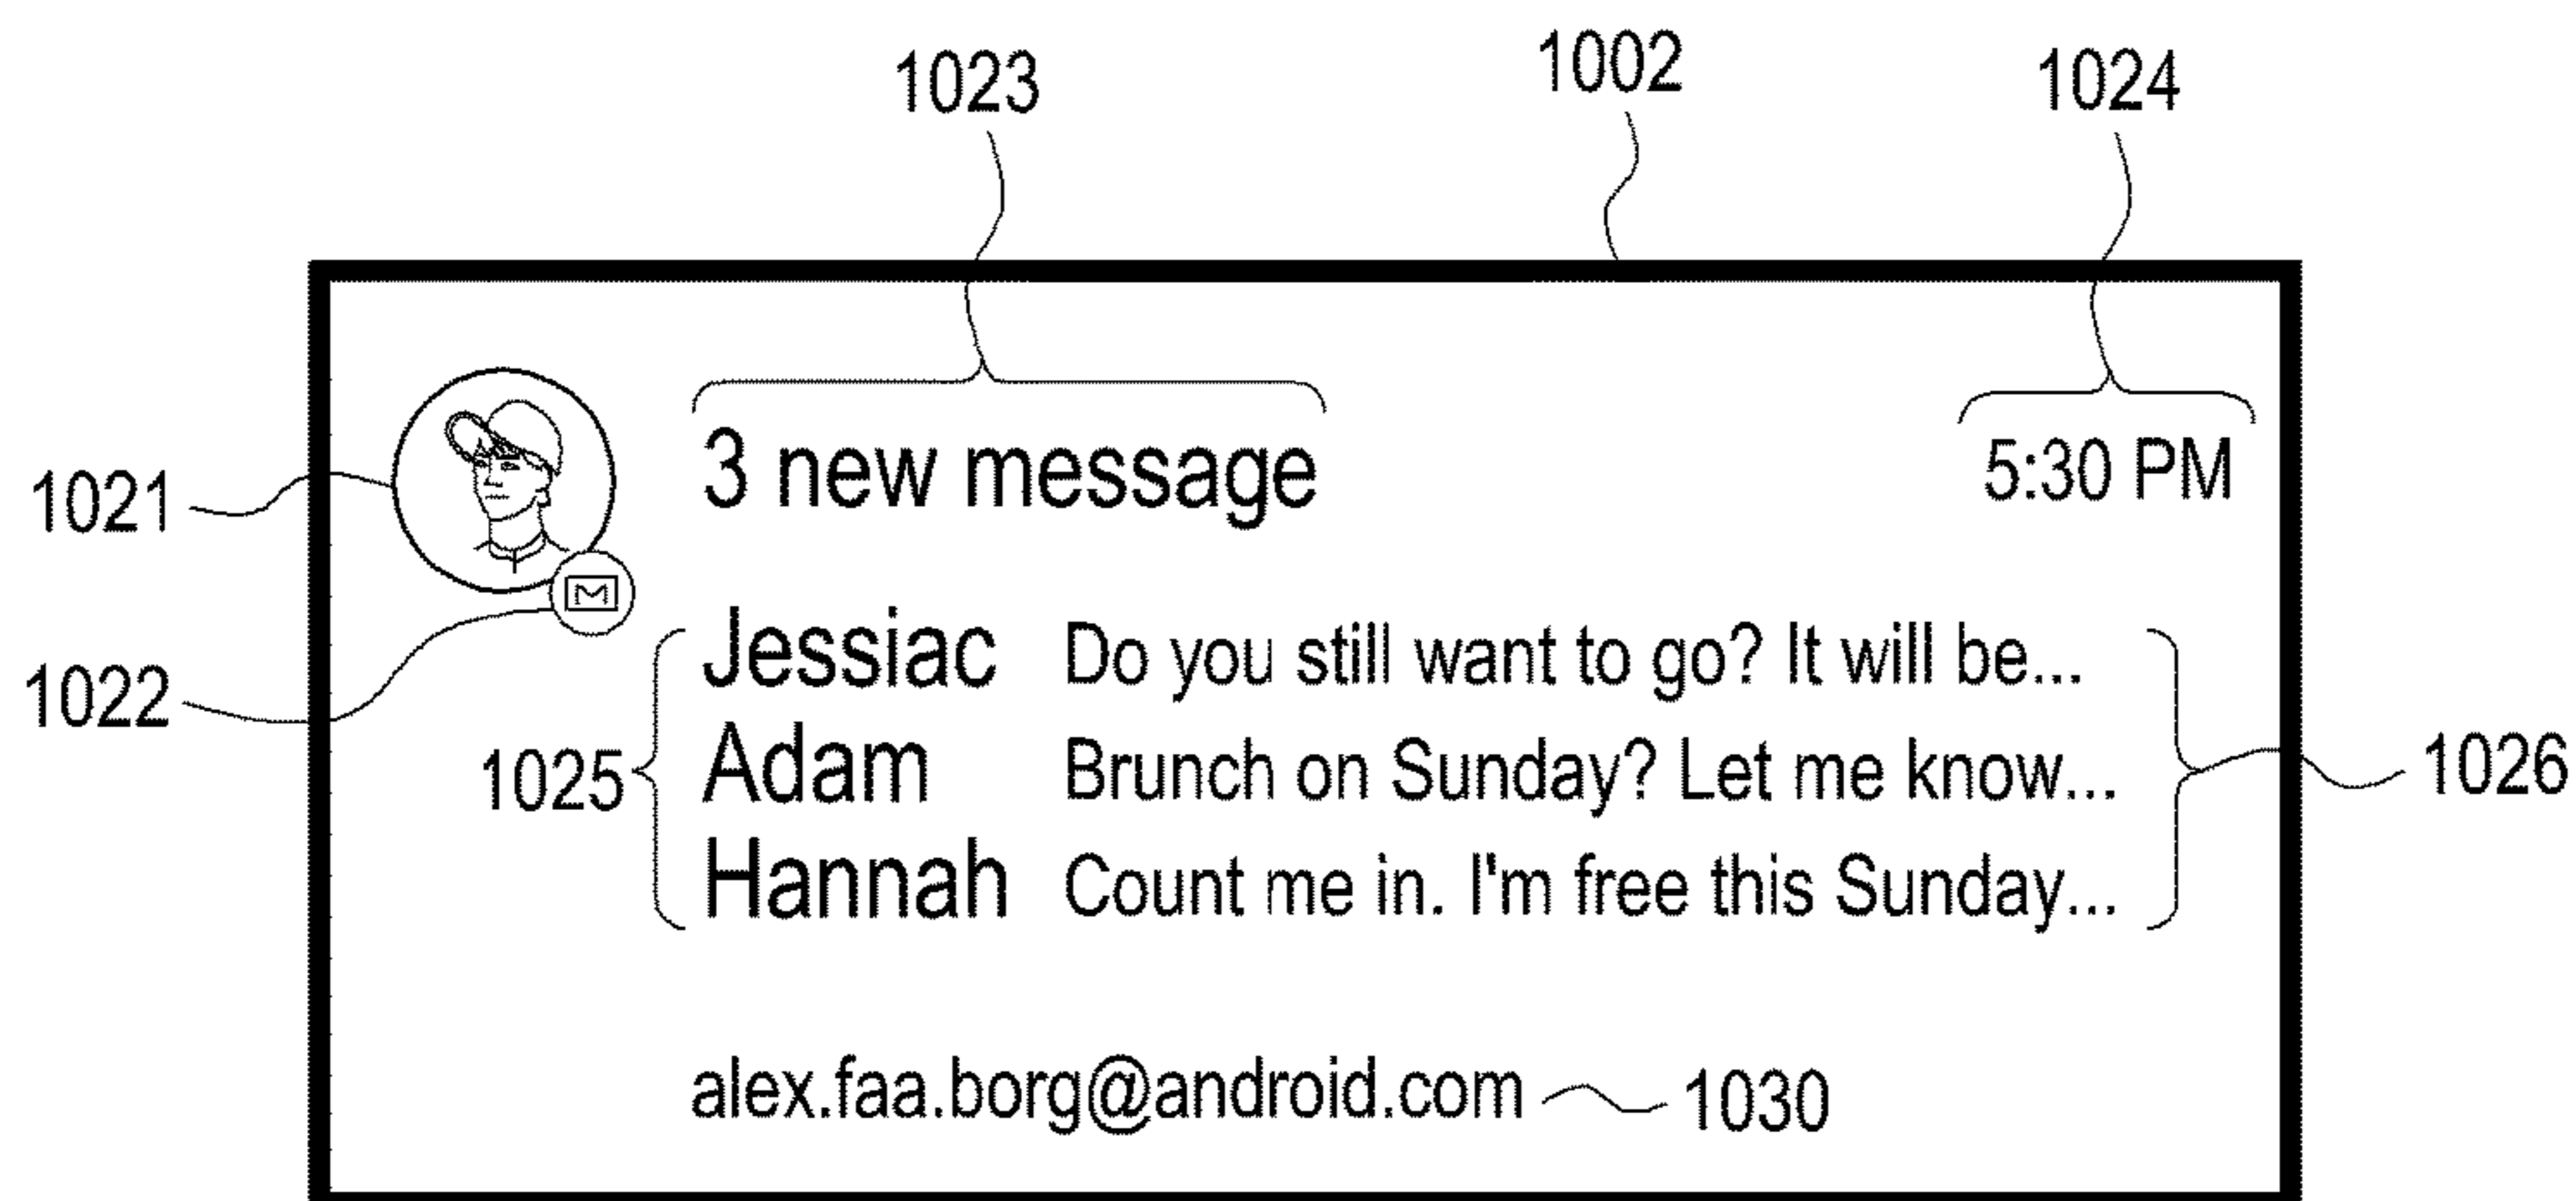 1023 1002 1024
3 new message 5:30 PM
1021
1022
M
1025
Jessiac Do you still want to go? It will be...
Adam Brunch on Sunday? Let me know...
Hannah Count me in. I'm free this Sunday...
1026
alex.faa.borg@android.com 1030